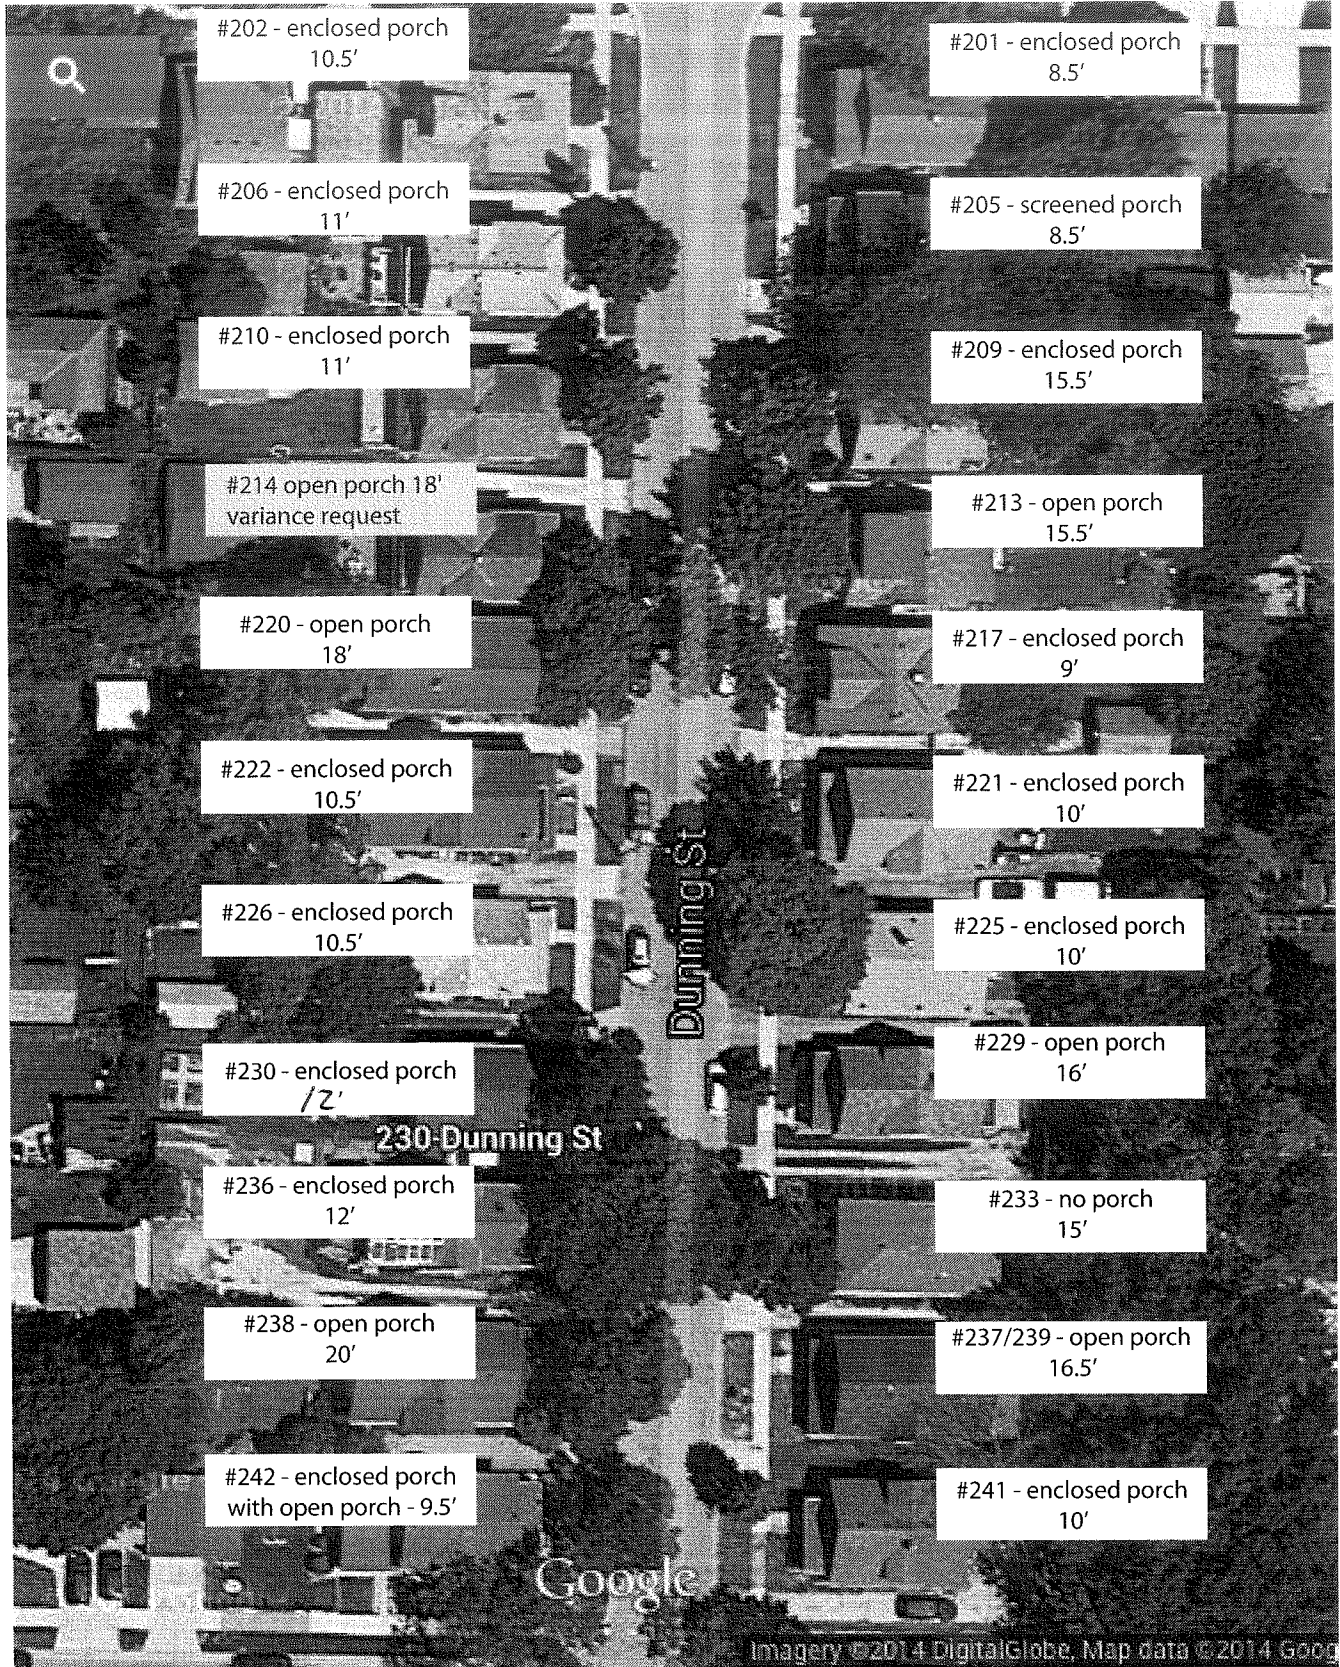 #202 - enclosed porch
10.5'
#201 - enclosed porch
8.5'
#206 - enclosed porch
11'
#205 - screened porch
8.5'
#210 - enclosed porch
11'
#209 - enclosed porch
15.5'
#214 open porch 18'
variance request
#213 - open porch
15.5'
#220 - open porch
18'
#217 - enclosed porch
9'
#222 - enclosed porch
10.5'
#221 - enclosed porch
10'
Dunning St
#226 - enclosed porch
10.5'
#225 - enclosed porch
10'
#229 - open porch
16'
#230 - enclosed porch
12'
230 Dunning St
#236 - enclosed porch
12'
#233 - no porch
15'
#238 - open porch
20'
#237/239 - open porch
16.5'
#242 - enclosed porch
with open porch - 9.5'
#241 - enclosed porch
10'
Google
Imagery ©2014 DigitalGlobe, Map data ©2014 Goog